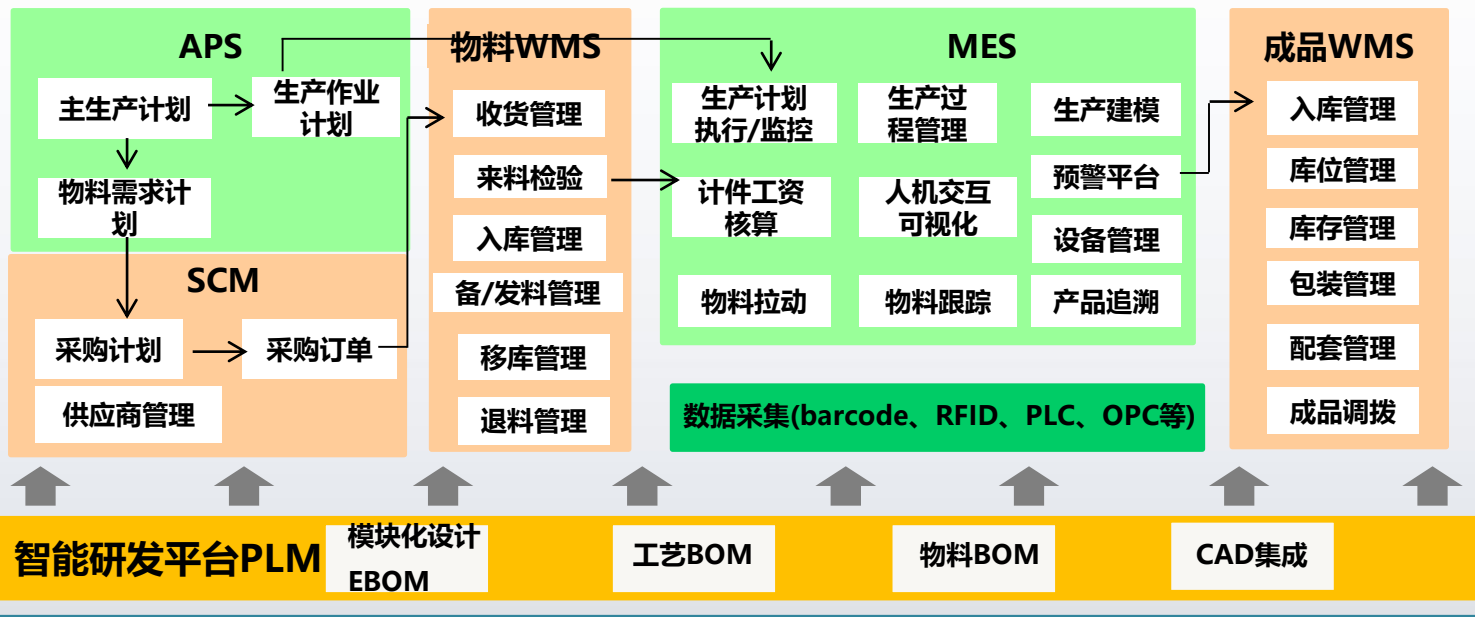 APS
主生产计划
生产作业
计划
物料需求计
划
SCM
采购计划
采购订单
供应商管理
物料WMS
收货管理
来料检验
入库管理
备/发料管理
移库管理
退料管理
MES
生产计划
执行/监控
生产过
程管理
生产建模
预警平台
计件工资
核算
人机交互
可视化
设备管理
物料拉动
物料跟踪
产品追溯
数据采集(barcode、RFID、PLC、OPC等)
成品WMS
入库管理
库位管理
库存管理
包装管理
配套管理
成品调拨
智能研发平台PLM
模块化设计
EBOM
工艺BOM
物料BOM
CAD集成